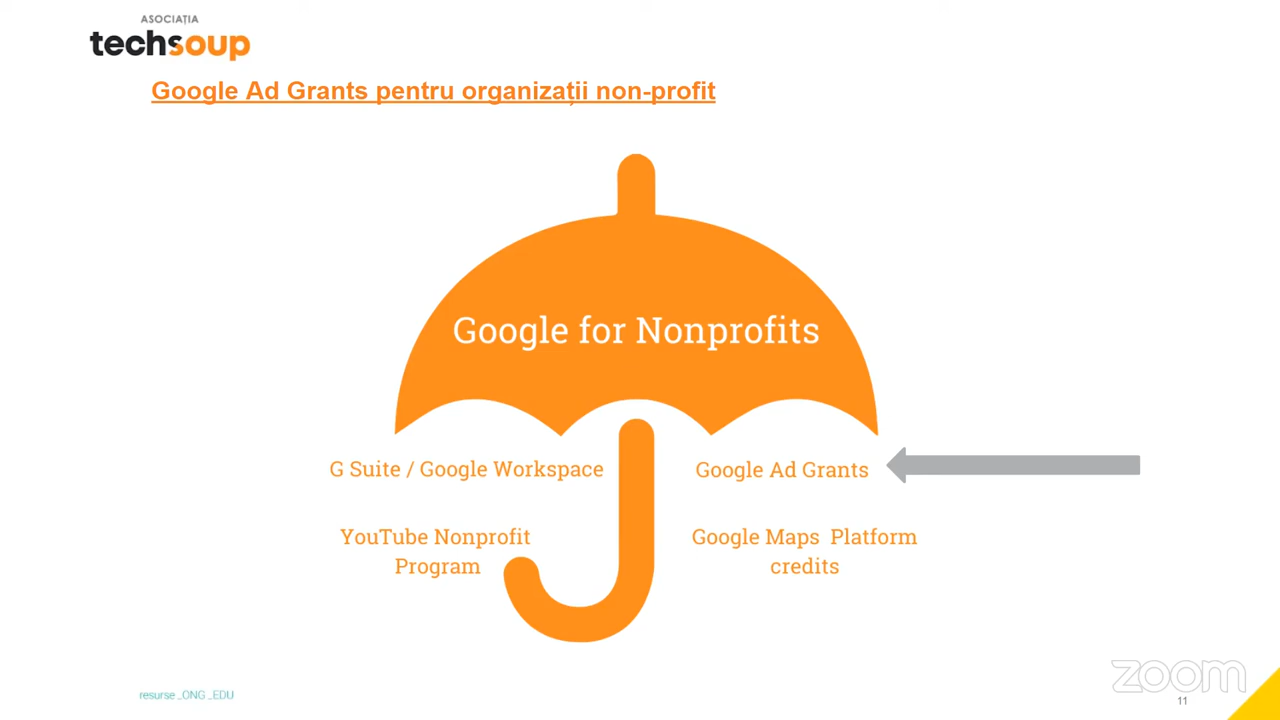 ASOCIAȚIA
techsoup
Google Ad Grants pentru organizații non-profit
Google for Nonprofits
G Suite / Google Workspace
Google Ad Grants
YouTube Nonprofit
Program
Google Maps Platform
credits
resurse_ONG_EDU
zoom
11